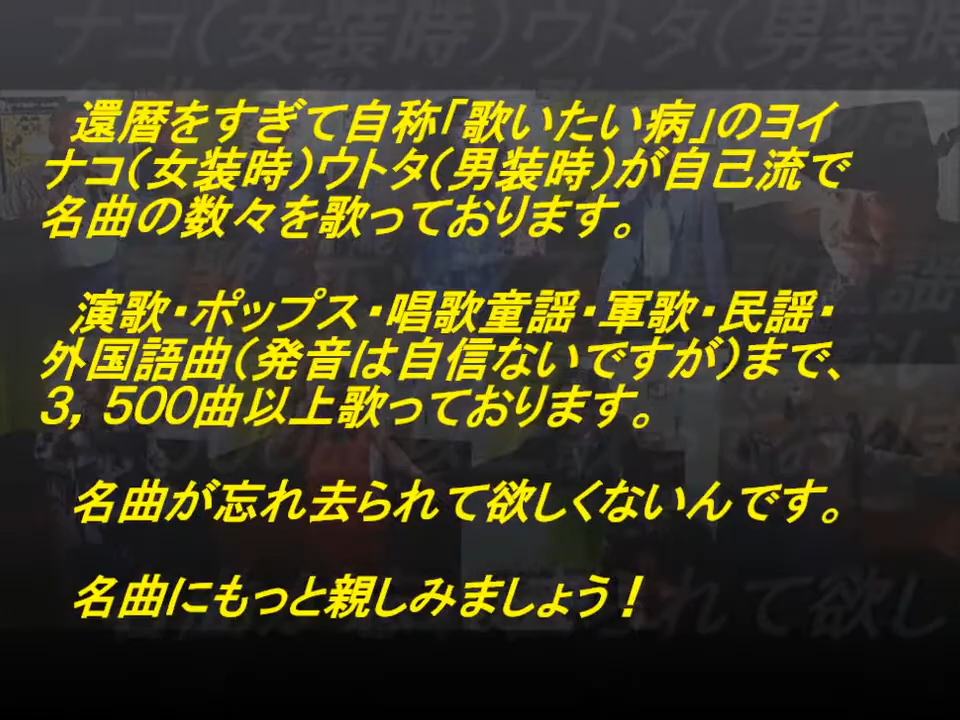 還暦をすぎて自称｢歌いたい病｣のヨイ
ナコ（女装時）ウトタ（男装時）が自己流で
名曲の数々を歌っております。
演歌・ポップス・唱歌童謡・軍歌・民謡・
外国語曲（発音は自信ないですが）まで、
３，５００曲以上歌っております。
名曲が忘れ去られて欲しくないんです。
名曲にもっと親しみましょう！